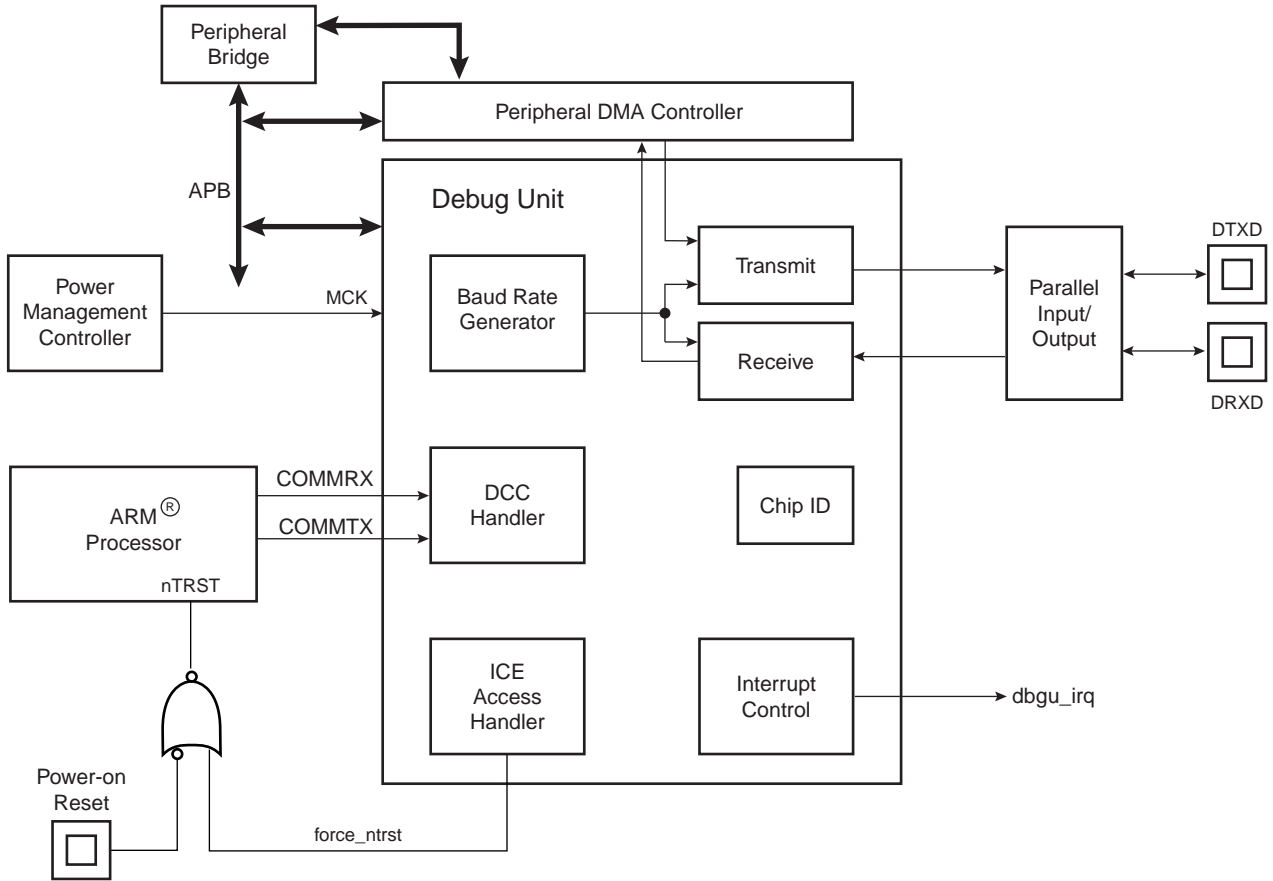 Peripheral
Bridge
Peripheral DMA Controller
APB
Debug Unit
Power
Management
Controller
MCK
Baud Rate
Generator
Transmit
Receive
Parallel
Input/
Output
DTXD
DRXD
ARM®
Processor
nTRST
COMMRX
COMMTX
DCC
Handler
Chip ID
ICE
Access
Handler
Interrupt
Control
dbgu_irq
Power-on
Reset
force_ntrst